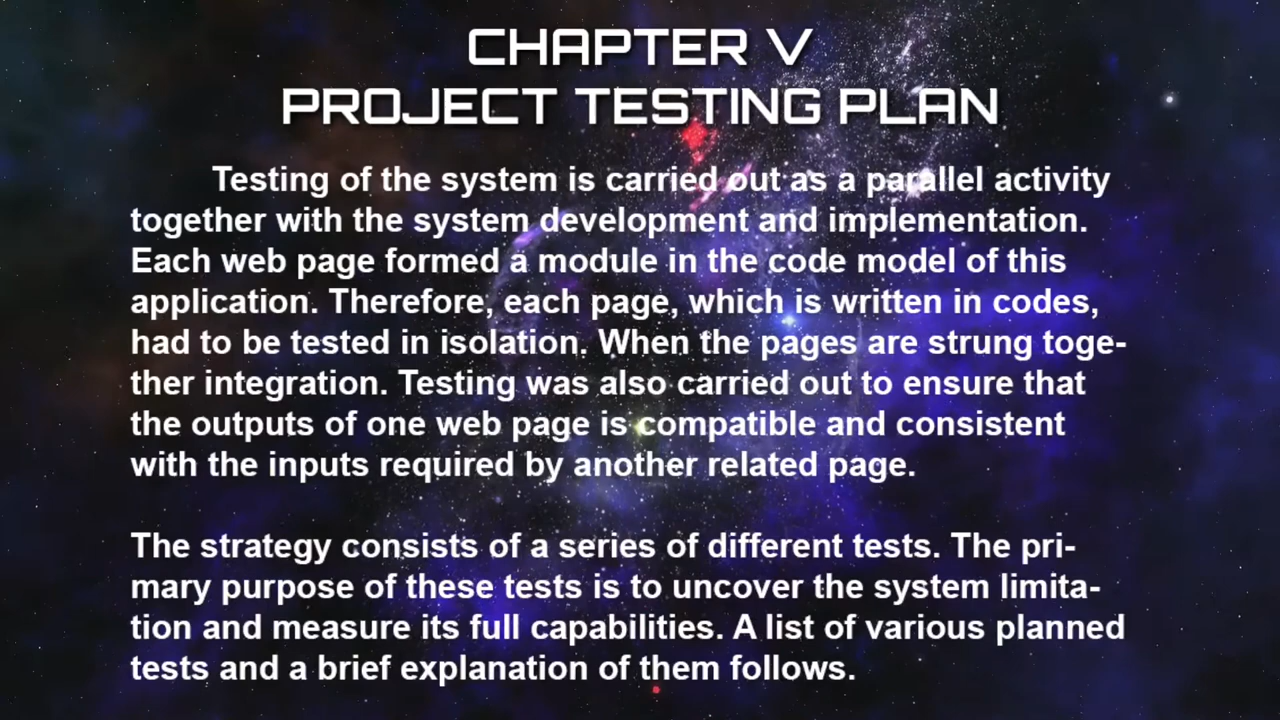 CHAPTER V
PROJECT TESTING PLAN
Testing of the system is carried out as a parallel activity
together with the system development and implementation.
Each web page formed a module in the code model of this
application. Therefore, each page, which is written in codes,
had to be tested in isolation. When the pages are strung toge-
ther integration. Testing was also carried out to ensure that
the outputs of one web page is compatible and consistent
with the inputs required by another related page.
The strategy consists of a series of different tests. The pri-
mary purpose of these tests is to uncover the system limita-
tion and measure its full capabilities. A list of various planned
tests and a brief explanation of them follows.